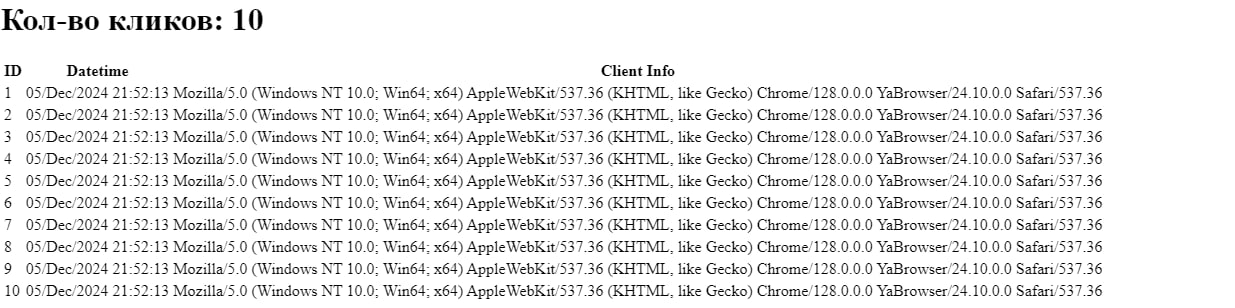 Кол-во кликов: 10
ID Datetime Client Info
1 05/Dec/2024 21:52:13 Mozilla/5.0 (Windows NT 10.0; Win64; x64) AppleWebKit/537.36 (KHTML, like Gecko) Chrome/128.0.0.0 YaBrowser/24.10.0.0 Safari/537.36
2 05/Dec/2024 21:52:13 Mozilla/5.0 (Windows NT 10.0; Win64; x64) AppleWebKit/537.36 (KHTML, like Gecko) Chrome/128.0.0.0 YaBrowser/24.10.0.0 Safari/537.36
3 05/Dec/2024 21:52:13 Mozilla/5.0 (Windows NT 10.0; Win64; x64) AppleWebKit/537.36 (KHTML, like Gecko) Chrome/128.0.0.0 YaBrowser/24.10.0.0 Safari/537.36
4 05/Dec/2024 21:52:13 Mozilla/5.0 (Windows NT 10.0; Win64; x64) AppleWebKit/537.36 (KHTML, like Gecko) Chrome/128.0.0.0 YaBrowser/24.10.0.0 Safari/537.36
5 05/Dec/2024 21:52:13 Mozilla/5.0 (Windows NT 10.0; Win64; x64) AppleWebKit/537.36 (KHTML, like Gecko) Chrome/128.0.0.0 YaBrowser/24.10.0.0 Safari/537.36
6 05/Dec/2024 21:52:13 Mozilla/5.0 (Windows NT 10.0; Win64; x64) AppleWebKit/537.36 (KHTML, like Gecko) Chrome/128.0.0.0 YaBrowser/24.10.0.0 Safari/537.36
7 05/Dec/2024 21:52:13 Mozilla/5.0 (Windows NT 10.0; Win64; x64) AppleWebKit/537.36 (KHTML, like Gecko) Chrome/128.0.0.0 YaBrowser/24.10.0.0 Safari/537.36
8 05/Dec/2024 21:52:13 Mozilla/5.0 (Windows NT 10.0; Win64; x64) AppleWebKit/537.36 (KHTML, like Gecko) Chrome/128.0.0.0 YaBrowser/24.10.0.0 Safari/537.36
9 05/Dec/2024 21:52:13 Mozilla/5.0 (Windows NT 10.0; Win64; x64) AppleWebKit/537.36 (KHTML, like Gecko) Chrome/128.0.0.0 YaBrowser/24.10.0.0 Safari/537.36
10 05/Dec/2024 21:52:13 Mozilla/5.0 (Windows NT 10.0; Win64; x64) AppleWebKit/537.36 (KHTML, like Gecko) Chrome/128.0.0.0 YaBrowser/24.10.0.0 Safari/537.36